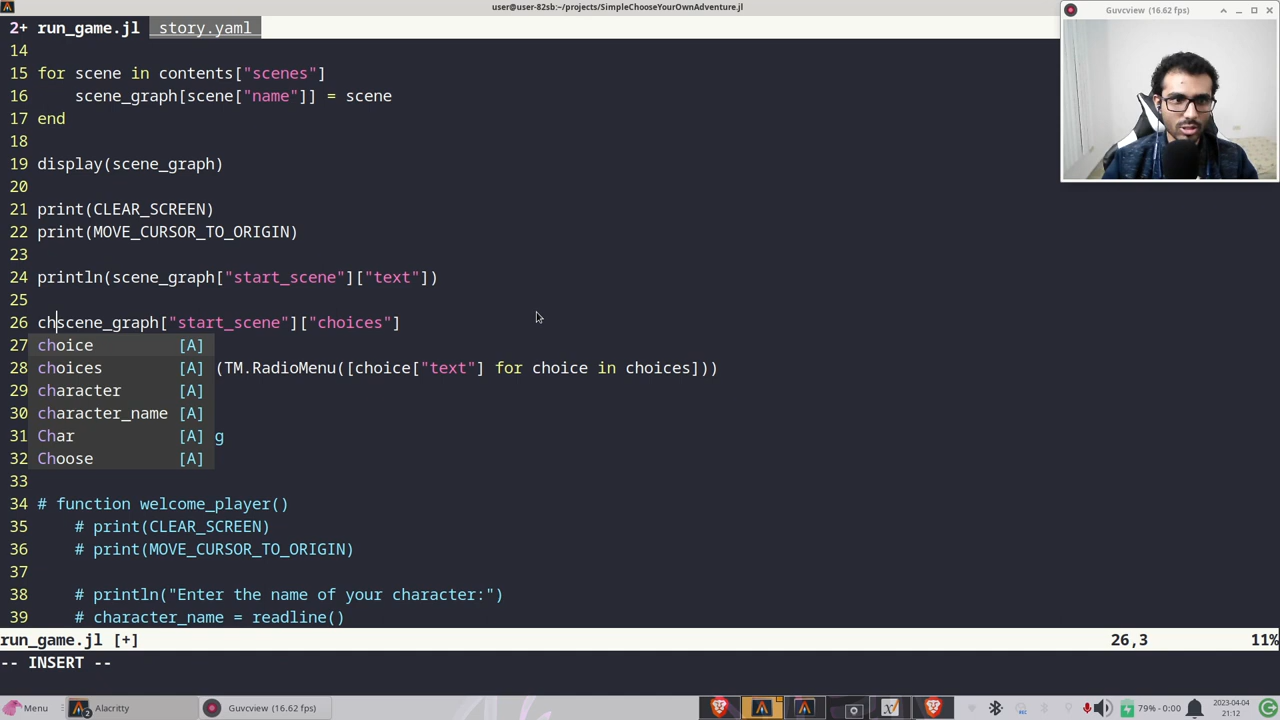 user@user-82sb:~/projects/SimpleChooseYourOwnAdventure.jl
2+ run_game.jl story.yaml
Guvcview (16.62 fps)
14
15 for scene in contents["scenes"]
16 scene_graph[scene["name"]] = scene
17 end
18
19 display(scene_graph)
20
21 print(CLEAR_SCREEN)
22 print(MOVE_CURSOR_TO_ORIGIN)
23
24 println(scene_graph["start_scene"]["text"])
25
26 chscene_graph["start_scene"]["choices"]
27 choice [A]
28 choices [A] (TM.RadioMenu([choice["text"] for choice in choices]))
29 character [A]
30 character_name [A]
31 Char [A] g
32 Choose [A]
33
34 # function welcome_player()
35 # print(CLEAR_SCREEN)
36 # print(MOVE_CURSOR_TO_ORIGIN)
37
38 # println("Enter the name of your character:")
39 # character_name = readline()
run_game.jl [+] 26,3 11%
-- INSERT --
Menu Alacritty Guvcview (16.62 fps) 79% - 0:00 2023-04-04
21:12